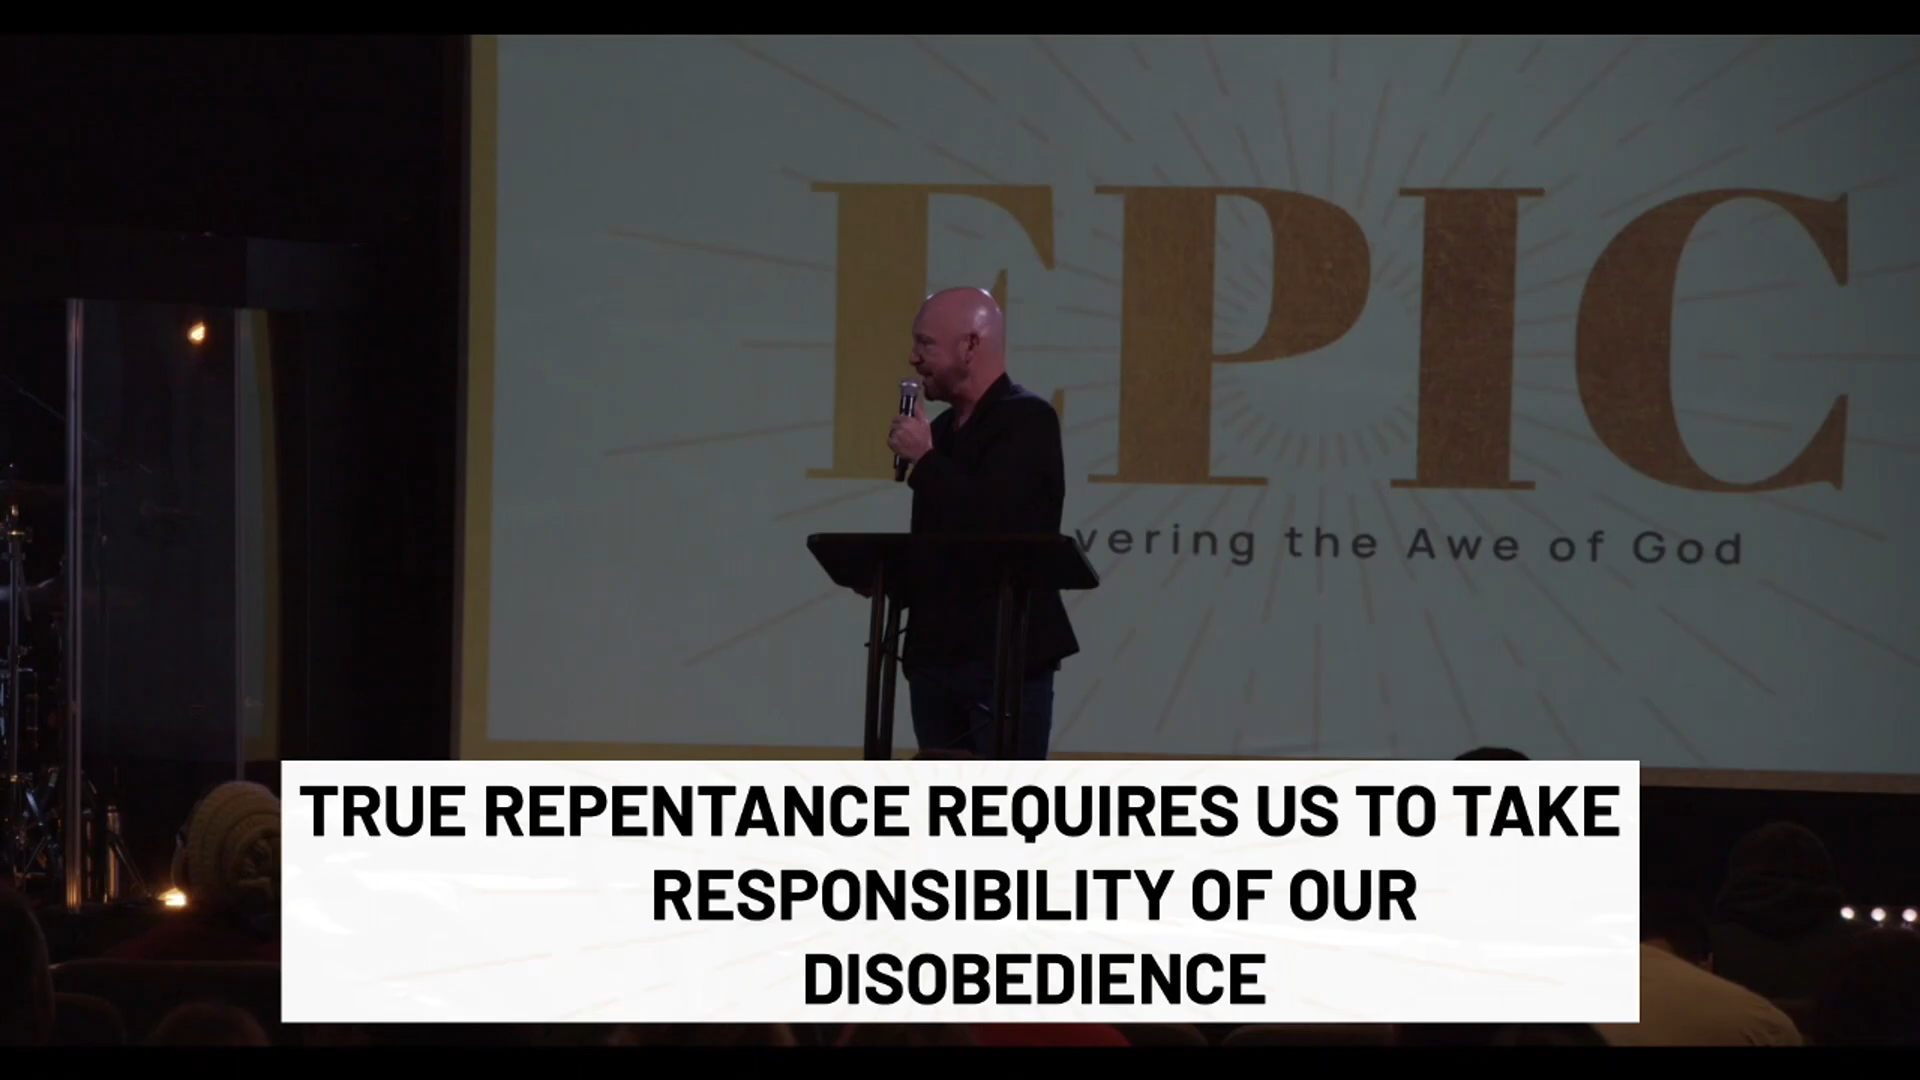 EPIC
vering the Awe of God
TRUE REPENTANCE REQUIRES US TO TAKE
RESPONSIBILITY OF OUR
DISOBEDIENCE